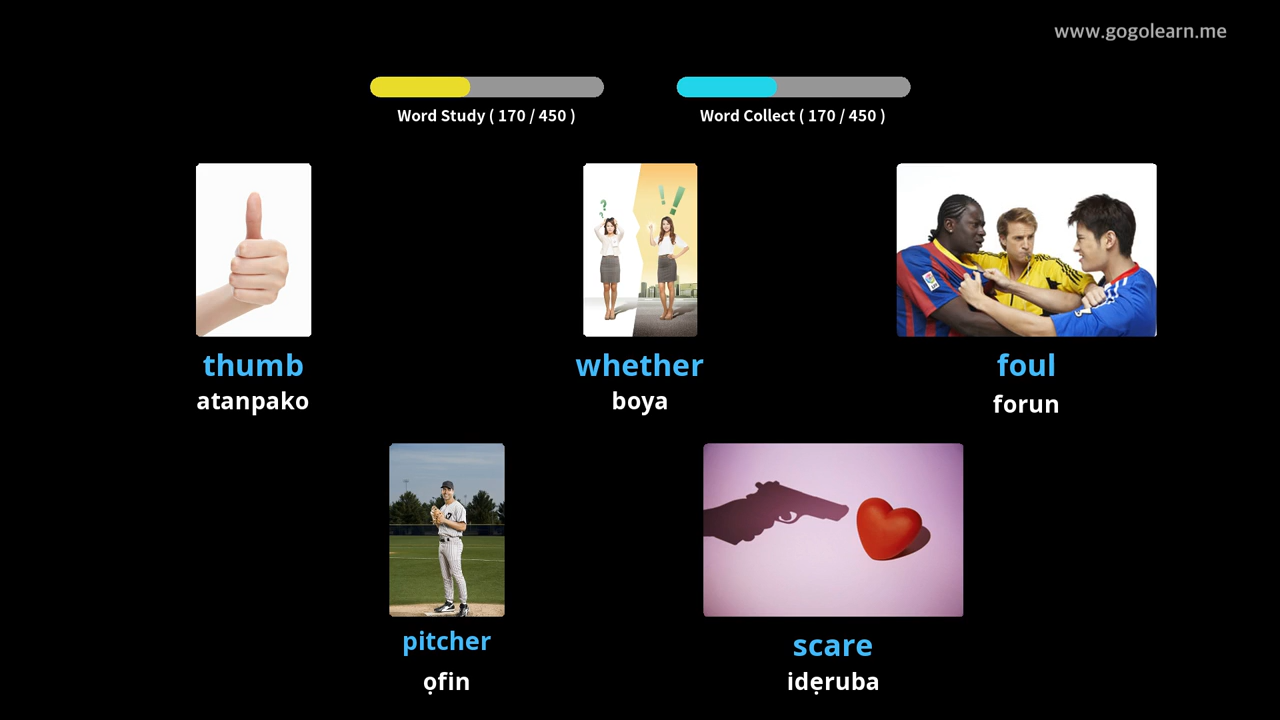 www.gogolearn.me
Word Study ( 170 / 450 )
Word Collect ( 170 / 450 )
thumb
atanpako
whether
boya
foul
forun
pitcher
ọfin
scare
idẹruba